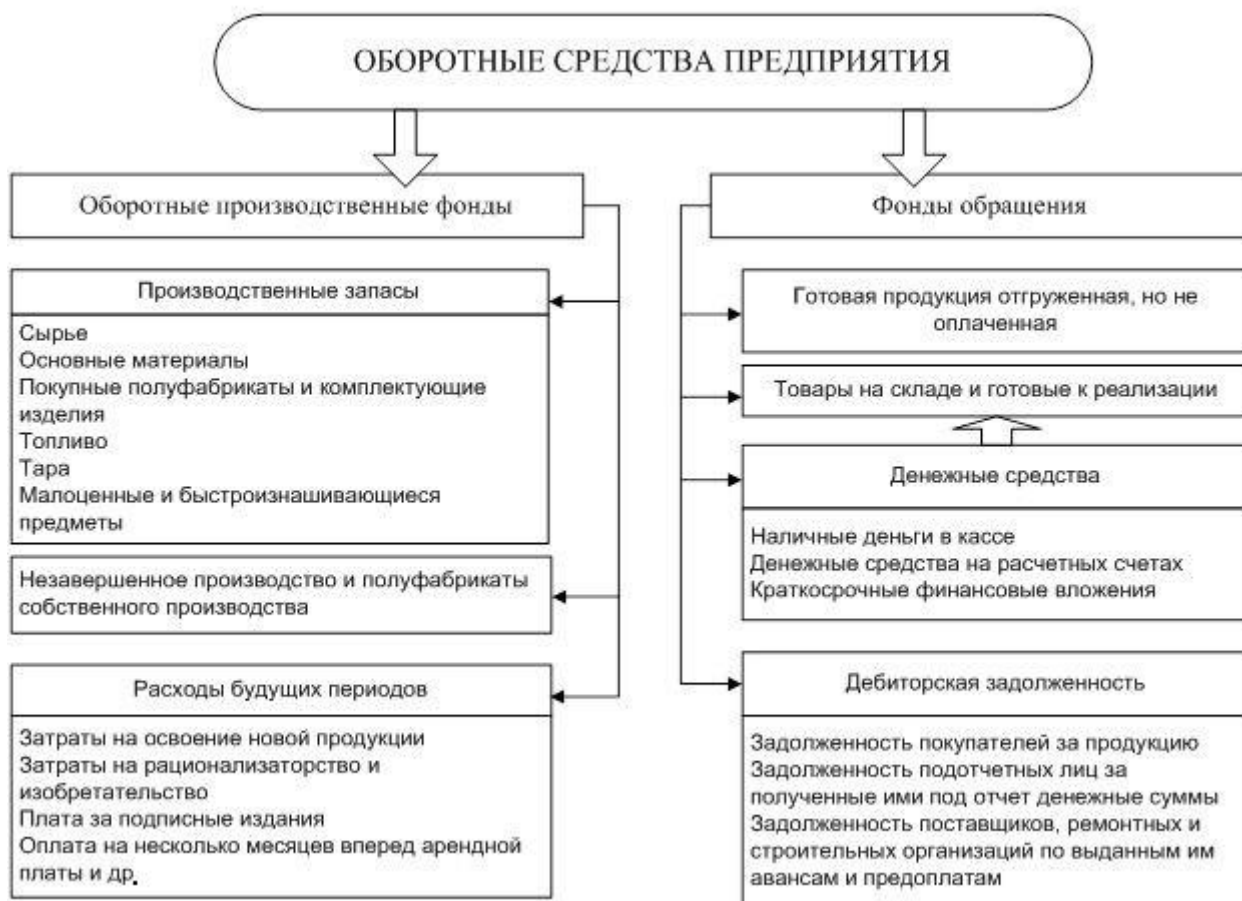 ОБОРОТНЫЕ СРЕДСТВА ПРЕДПРИЯТИЯ
Оборотные производственные фонды
Производственные запасы
Сырье
Основные материалы
Покупные полуфабрикаты и комплектующие
изделия
Топливо
Тара
Малоценные и быстроизнашивающиеся
предметы
Незавершенное производство и полуфабрикаты
собственного производства
Расходы будущих периодов
Затраты на освоение новой продукции
Затраты на рационализаторство и
изобретательство
Плата за подписные издания
Оплата на несколько месяцев вперед арендной
платы и др.
Фонды обращения
Готовая продукция отгруженная, но не
оплаченная
Товары на складе и готовые к реализации
Денежные средства
Наличные деньги в кассе
Денежные средства на расчетных счетах
Краткосрочные финансовые вложения
Дебиторская задолженность
Задолженность покупателей за продукцию
Задолженность подотчетных лиц за
полученные ими под отчет денежные суммы
Задолженность поставщиков, ремонтных и
строительных организаций по выданным им
авансам и предоплатам